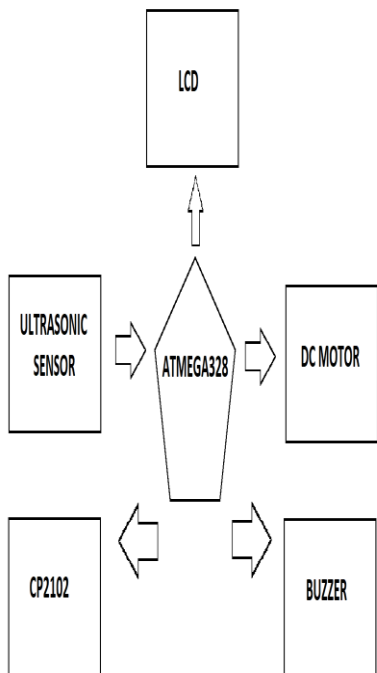 LCD
ULTRASONIC
SENSOR
ATMEGA328
DC MOTOR
CP2102
BUZZER